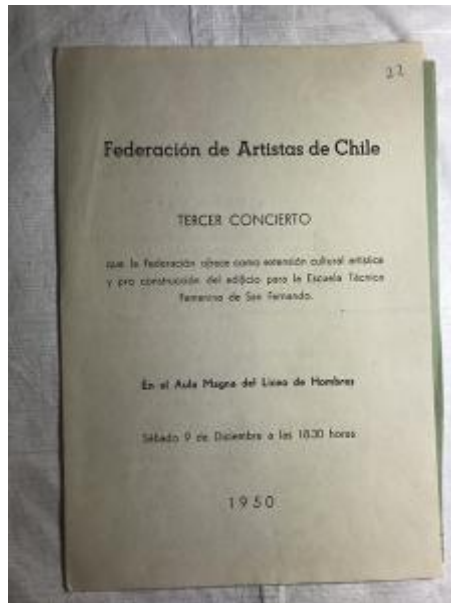 22
Federación de Artistas de Chile
TERCER CONCIERTO
que la Federación ofrece como extensión cultural artística
y pro construcción del edificio para la Escuela Técnica
Femenina de San Fernando.
En el Aula Magna del Liceo de Hombres
Sábado 9 de Diciembre a las 18.30 horas
1950